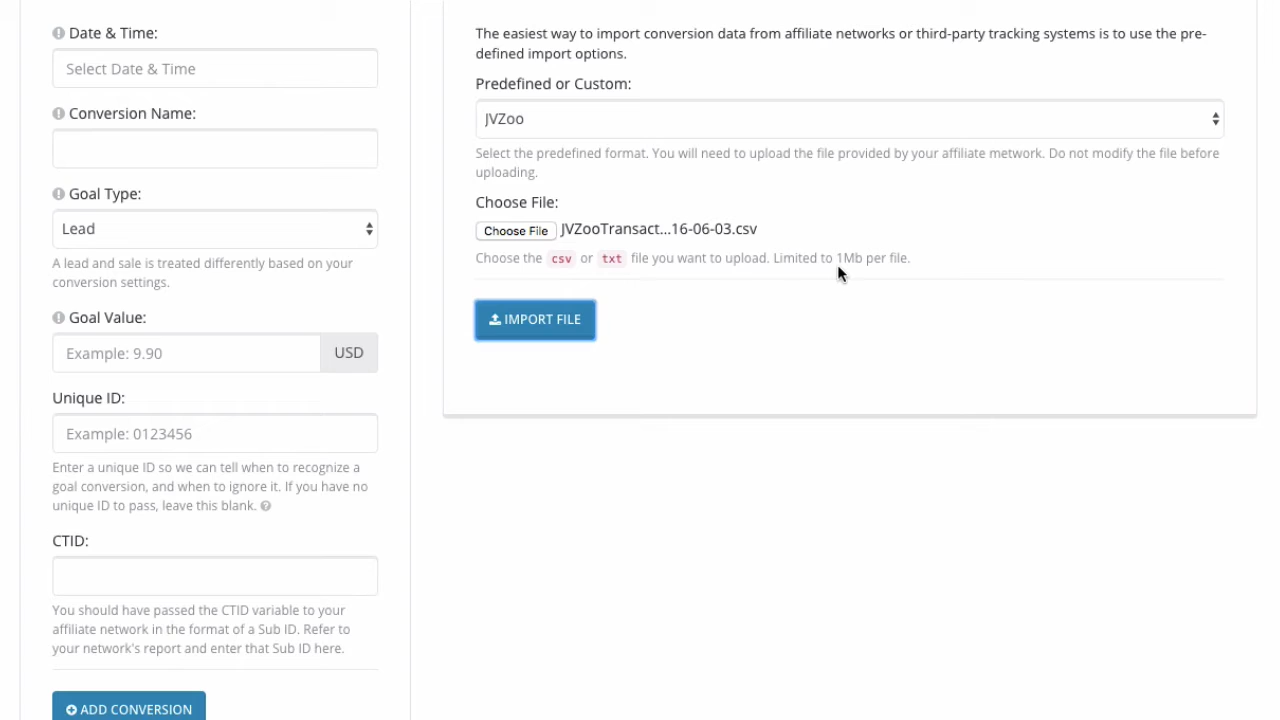 Date & Time:
Select Date & Time
Conversion Name:
Goal Type:
Lead
A lead and sale is treated differently based on your
conversion settings.
Goal Value:
Example: 9.90
USD
Unique ID:
Example: 0123456
Enter a unique ID so we can tell when to recognize a
goal conversion, and when to ignore it. If you have no
unique ID to pass, leave this blank.
CTID:
You should have passed the CTID variable to your
affiliate network in the format of a Sub ID. Refer to
your network's report and enter that Sub ID here.
ADD CONVERSION
The easiest way to import conversion data from affiliate networks or third-party tracking systems is to use the pre-
defined import options.
Predefined or Custom:
JVZoo
Select the predefined format. You will need to upload the file provided by your affiliate metwork. Do not modify the file before
uploading.
Choose File:
Choose File JVZooTransact...16-06-03.csv
Choose the csv or txt file you want to upload. Limited to 1Mb per file.
IMPORT FILE